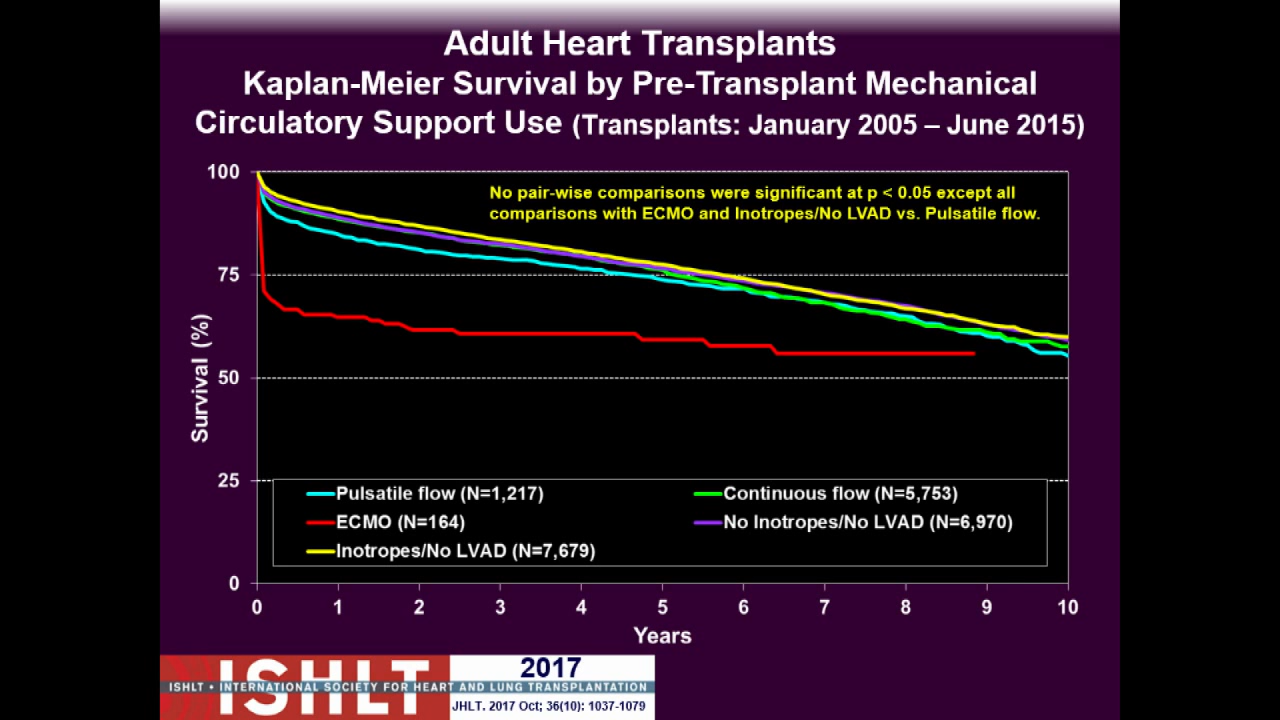 Adult Heart Transplants
Kaplan-Meier Survival by Pre-Transplant Mechanical
Circulatory Support Use (Transplants: January 2005 – June 2015)
No pair-wise comparisons were significant at p < 0.05 except all
comparisons with ECMO and Inotropes/No LVAD vs. Pulsatile flow.
100
75
50
25
0
Survival (%)
Pulsatile flow (N=1,217)
Continuous flow (N=5,753)
ECMO (N=164)
No Inotropes/No LVAD (N=6,970)
Inotropes/No LVAD (N=7,679)
0 1 2 3 4 5 6 7 8 9 10
Years
ISHLT
ISHLT • INTERNATIONAL SOCIETY FOR HEART AND LUNG TRANSPLANTATION
2017
JHLT. 2017 Oct; 36(10): 1037-1079